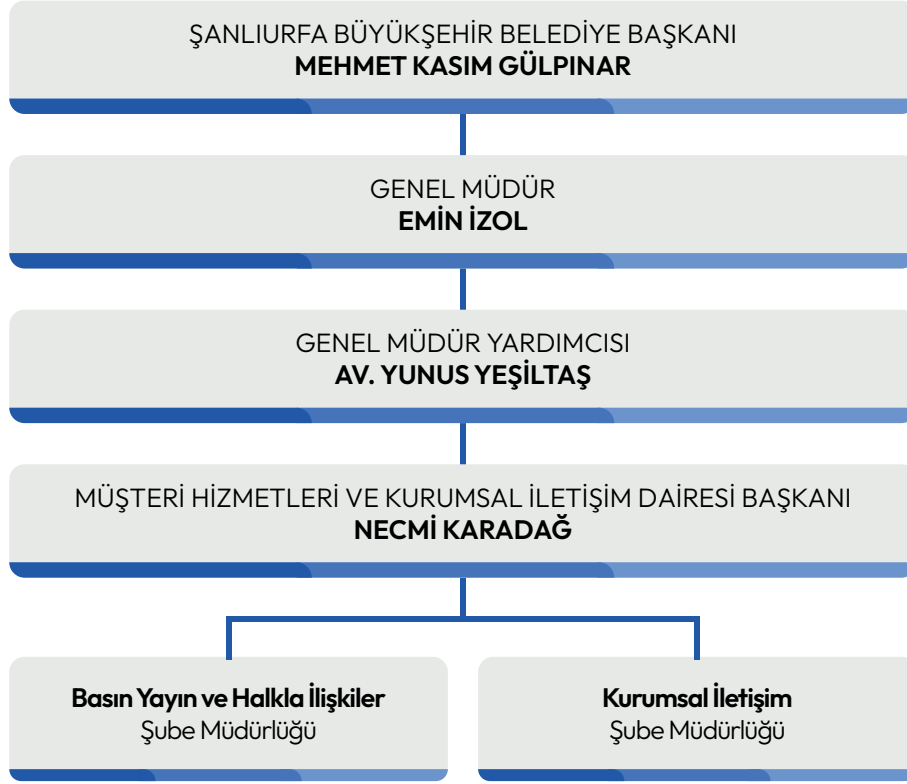 ŞANLIURFA BÜYÜKŞEHİR BELEDİYE BAŞKANI
MEHMET KASIM GÜLPINAR
GENEL MÜDÜR
EMİN İZOL
GENEL MÜDÜR YARDIMCISI
AV. YUNUS YEŞİLTAŞ
MÜŞTERİ HİZMETLERİ VE KURUMSAL İLETİŞİM DAİRESİ BAŞKANI
NECMİ KARADAĞ
Basın Yayın ve Halkla İlişkiler
Şube Müdürlüğü
Kurumsal İletişim
Şube Müdürlüğü